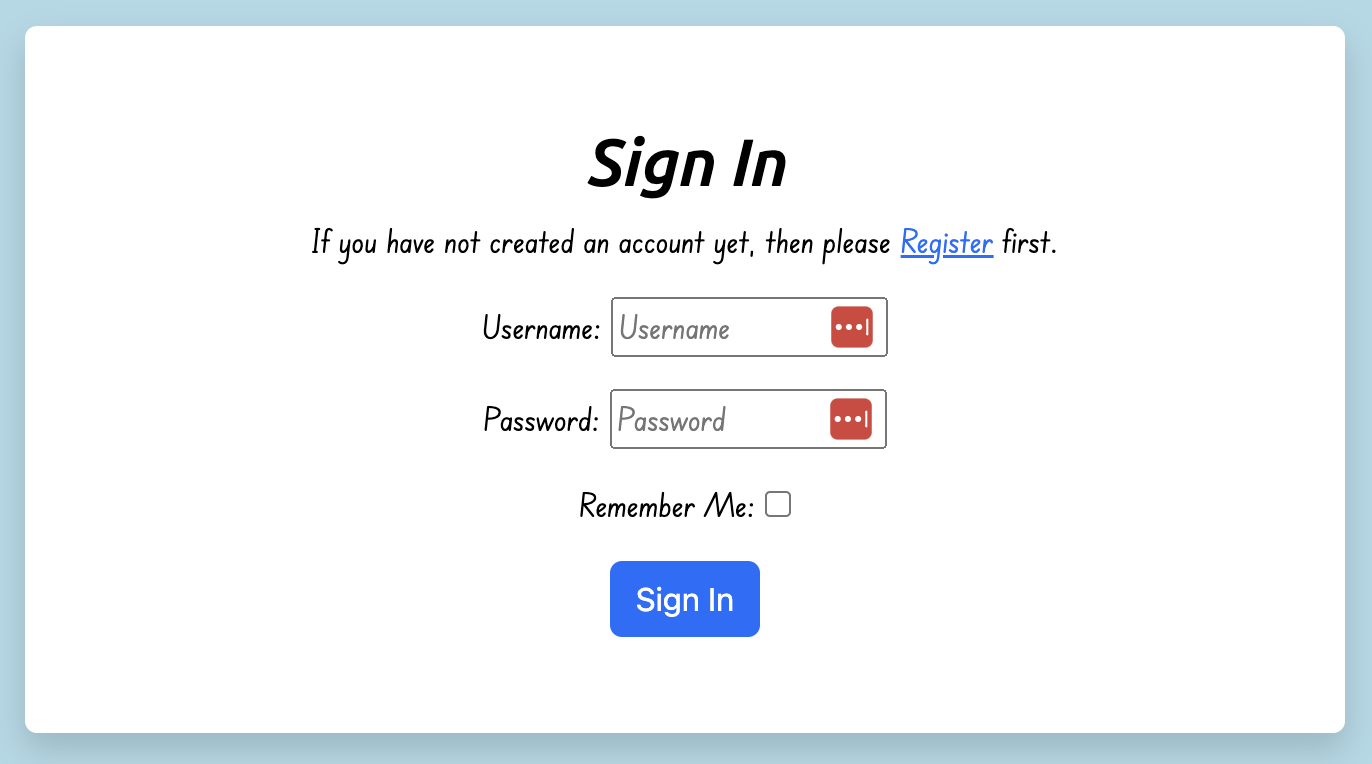 Sign In
If you have not created an account yet, then please Register first.
Username: Username
Password: Password
Remember Me:
Sign In